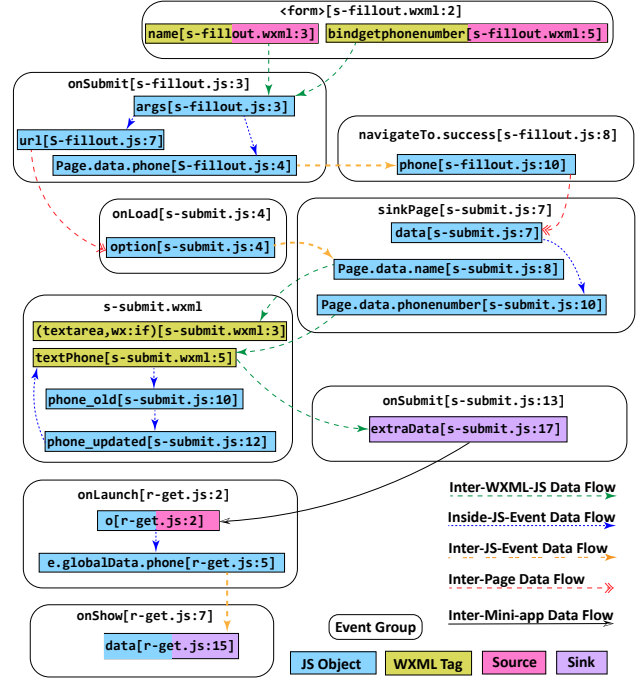 <form>[s-fillout.wxml:2]
name[s-fillout.wxml:3]
bindgetphonenumber[s-fillout.wxml:5]
onSubmit[s-fillout.js:3]
args[s-fillout.js:3]
url[S-fillout.js:7]
Page.data.phone[S-fillout.js:4]
navigateTo.success[s-fillout.js:8]
phone[s-fillout.js:10]
onLoad[s-submit.js:4]
option[s-submit.js:4]
sinkPage[s-submit.js:7]
data[s-submit.js:7]
Page.data.name[s-submit.js:8]
Page.data.phonenumber[s-submit.js:10]
s-submit.wxml
(textarea,wx:if)[s-submit.wxml:3]
textPhone[s-submit.wxml:5]
phone_old[s-submit.js:10]
phone_updated[s-submit.js:12]
onSubmit[s-submit.js:13]
extraData[s-submit.js:17]
onLaunch[r-get.js:2]
o[r-get.js:2]
e.globalData.phone[r-get.js:5]
onShow[r-get.js:7]
data[r-get.js:15]
Inter-WXML-JS Data Flow
Inside-JS-Event Data Flow
Inter-JS-Event Data Flow
Inter-Page Data Flow
Inter-Mini-app Data Flow
Event Group
JS Object
WXML Tag
Source
Sink